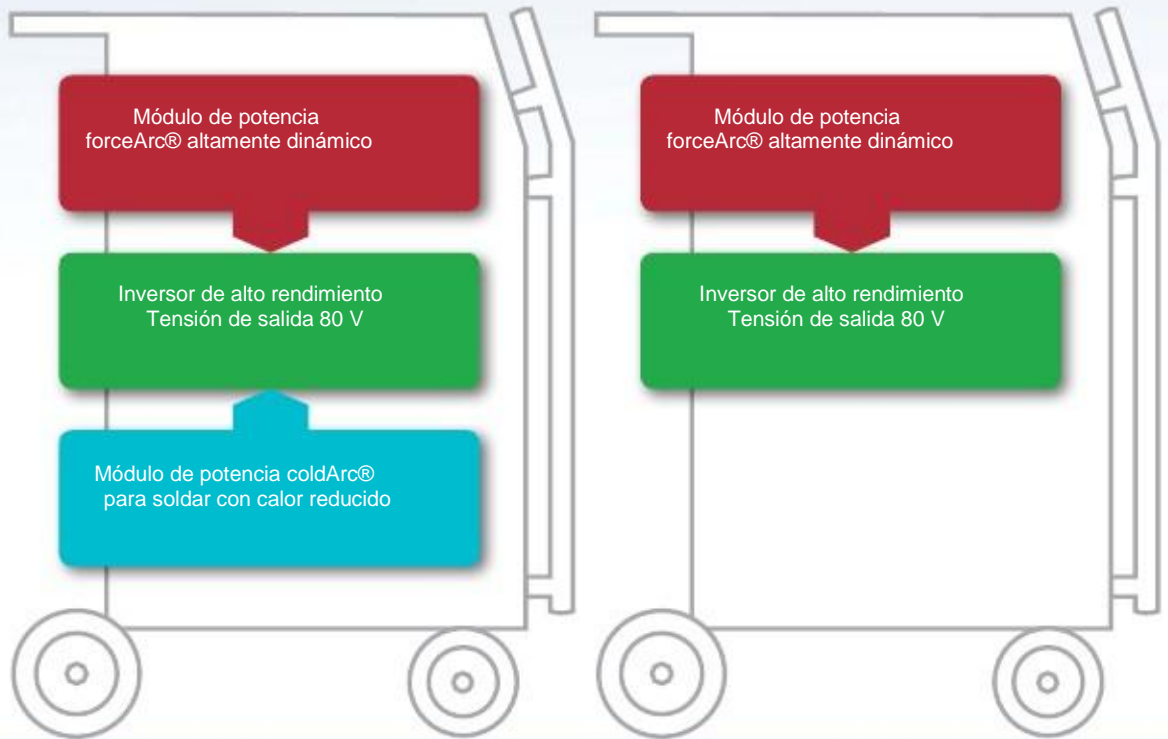 Módulo de potencia
forceArc® altamente dinámico
Inversor de alto rendimiento
Tensión de salida 80 V
Módulo de potencia coldArc®
para soldar con calor reducido
Módulo de potencia
forceArc® altamente dinámico
Inversor de alto rendimiento
Tensión de salida 80 V